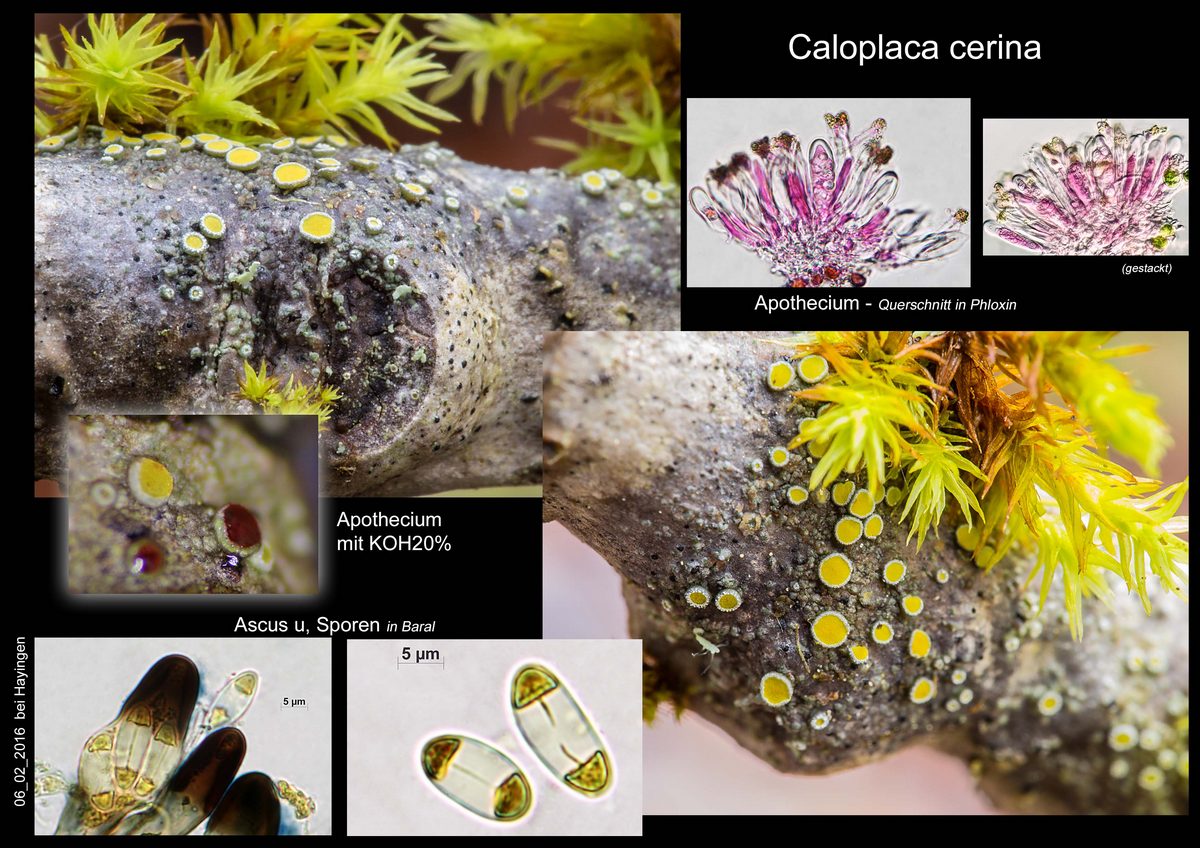 Caloplaca cerina
(gestackt)
Apothecium - Querschnitt in Phloxin
Apothecium
mit KOH20%
Ascus u, Sporen in Baral
5 µm
5 µm
06_02_2016 bei Hayingen